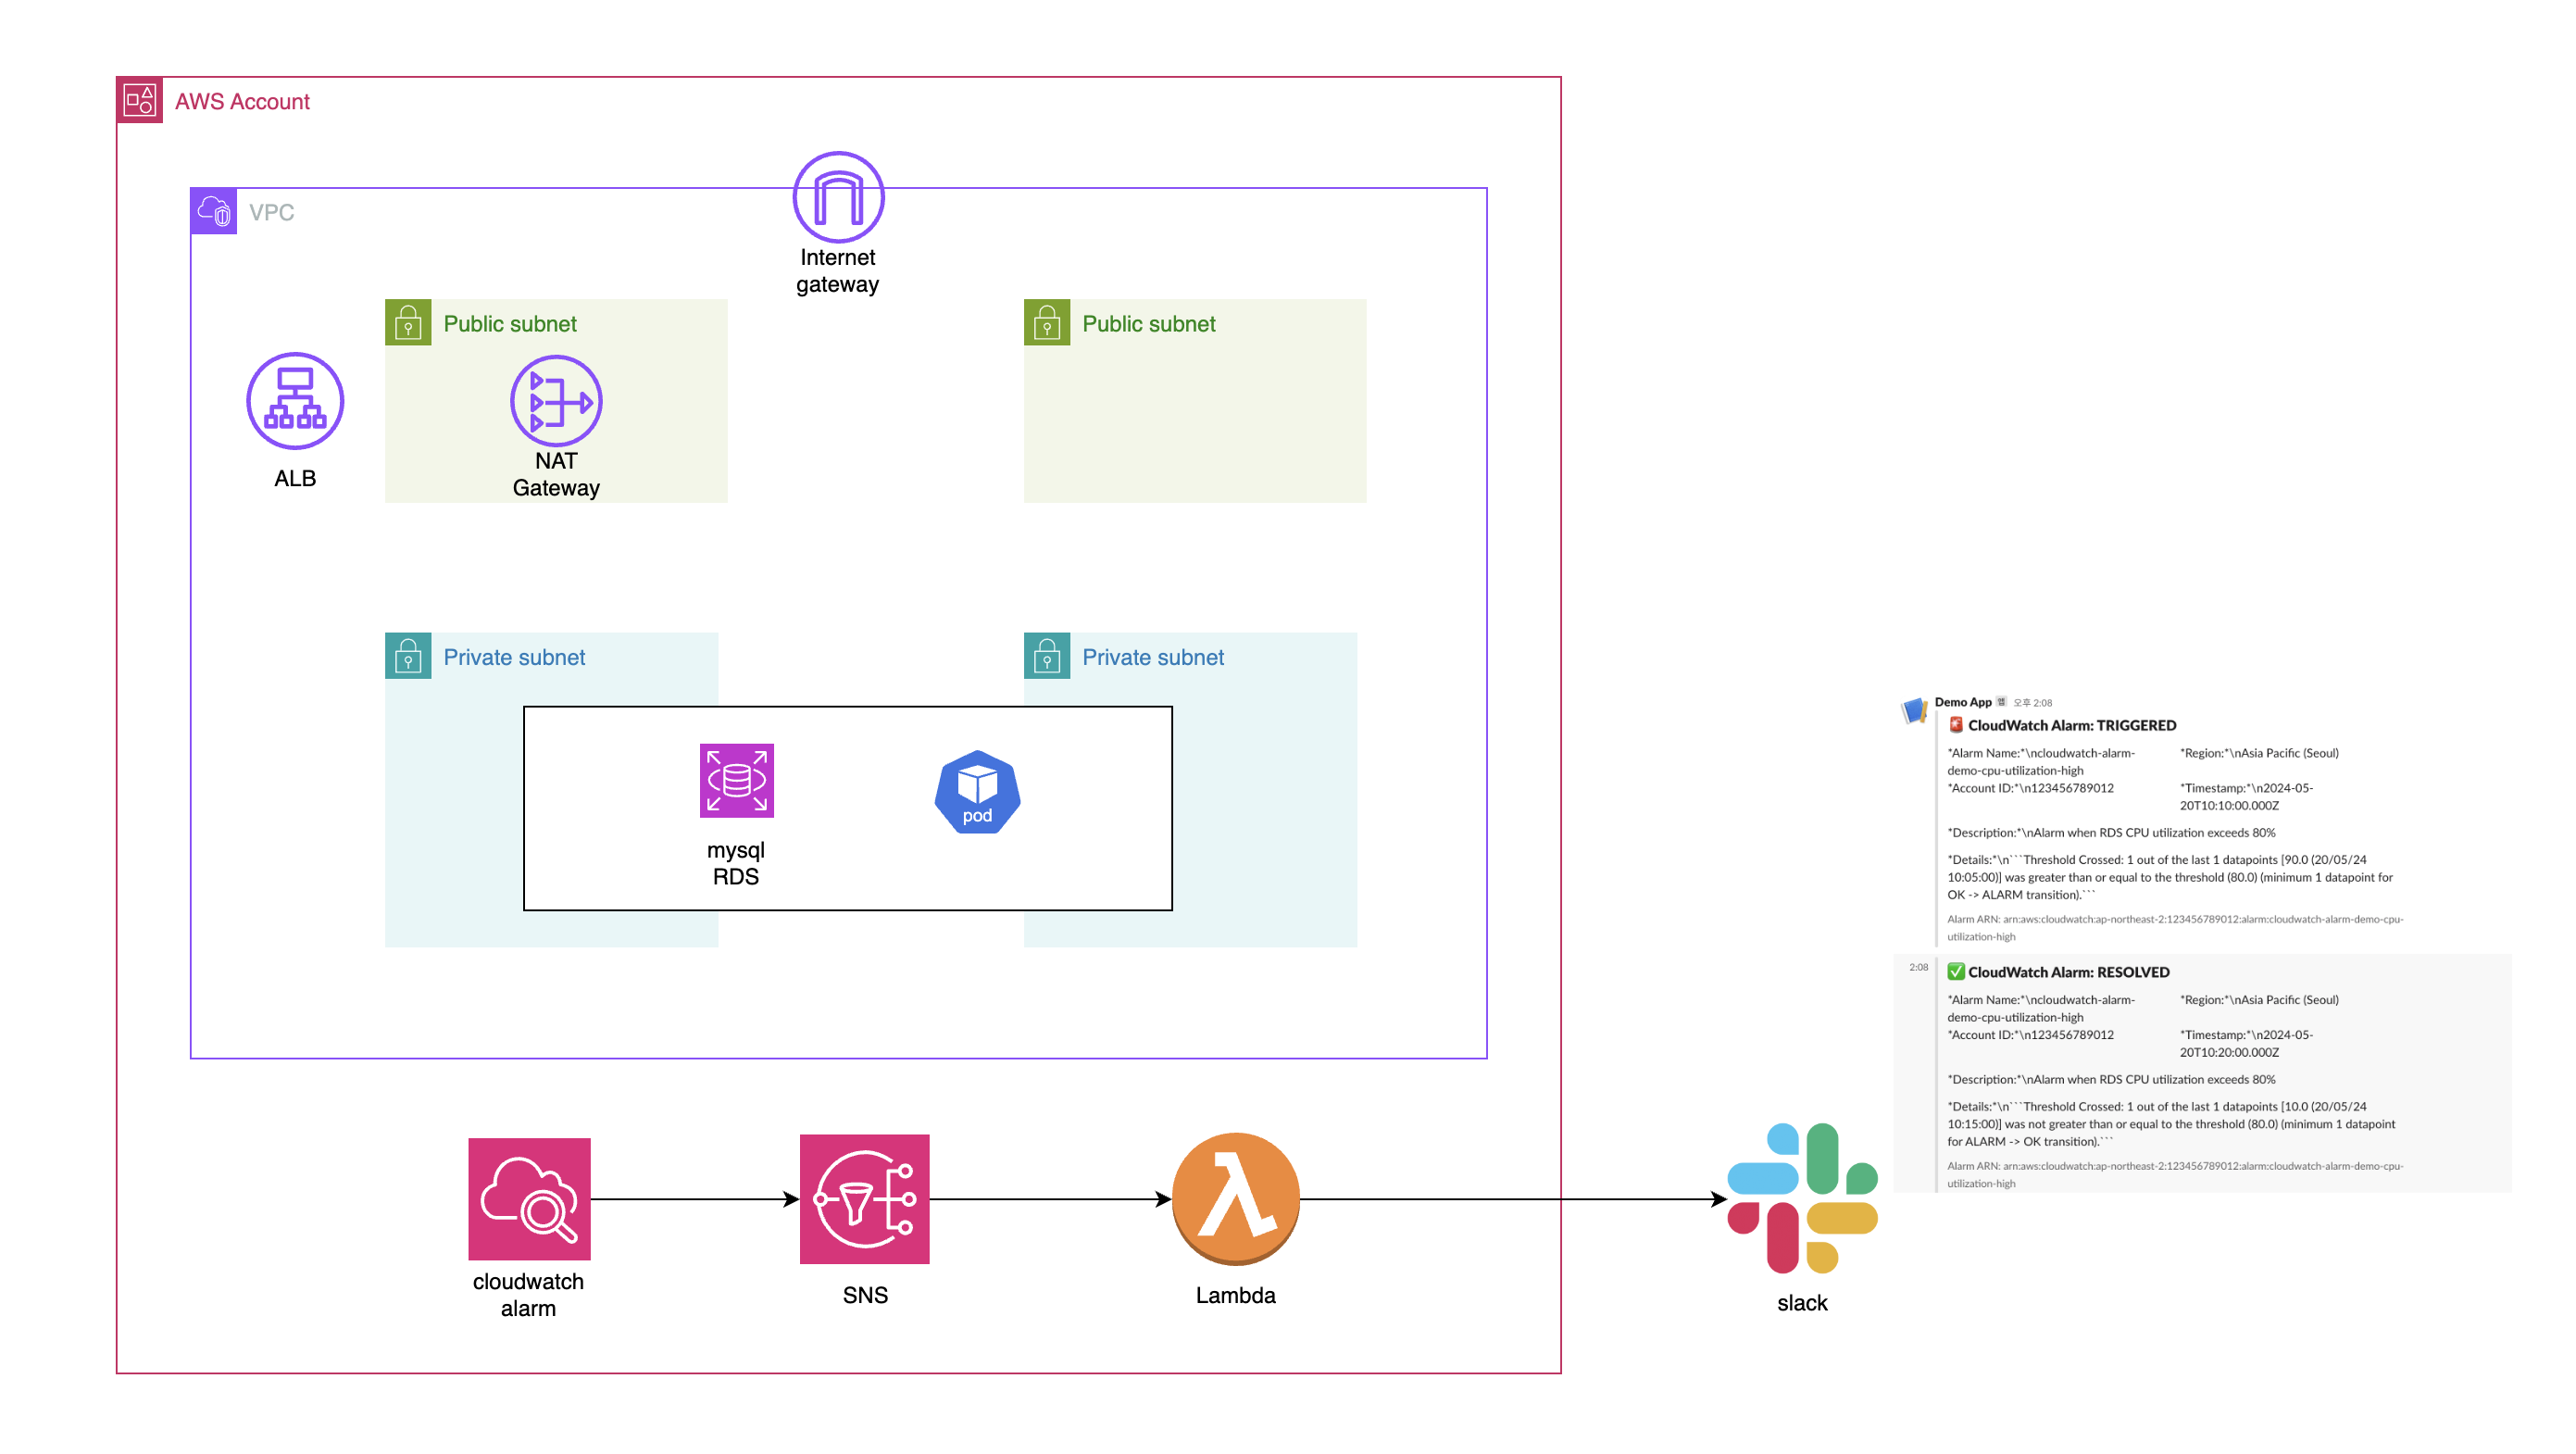 AWS Account
VPC
Internet
gateway
Public subnet
Public subnet
ALB
NAT
Gateway
Private subnet
Private subnet
mysql
RDS
pod
cloudwatch
alarm
SNS
Lambda
slack
Demo App 앱 오후 2:08
CloudWatch Alarm: TRIGGERED
*Alarm Name:*\ncloudwatch-alarm-
demo-cpu-utilization-high
*Region:*\nAsia Pacific (Seoul)
*Account ID:*\n123456789012
*Timestamp:*\n2024-05-
20T10:10:00.000Z
*Description:*\nAlarm when RDS CPU utilization exceeds 80%
*Details:*\n```Threshold Crossed: 1 out of the last 1 datapoints [90.0 (20/05/24
10:05:00)] was greater than or equal to the threshold (80.0) (minimum 1 datapoint for
OK -> ALARM transition).```
Alarm ARN: arn:aws:cloudwatch:ap-northeast-2:123456789012:alarm:cloudwatch-alarm-demo-cpu-
utilization-high
2:08
CloudWatch Alarm: RESOLVED
*Alarm Name:*\ncloudwatch-alarm-
demo-cpu-utilization-high
*Region:*\nAsia Pacific (Seoul)
*Account ID:*\n123456789012
*Timestamp:*\n2024-05-
20T10:20:00.000Z
*Description:*\nAlarm when RDS CPU utilization exceeds 80%
*Details:*\n```Threshold Crossed: 1 out of the last 1 datapoints [10.0 (20/05/24
10:15:00)] was not greater than or equal to the threshold (80.0) (minimum 1 datapoint
for ALARM -> OK transition).```
Alarm ARN: arn:aws:cloudwatch:ap-northeast-2:123456789012:alarm:cloudwatch-alarm-demo-cpu-
utilization-high